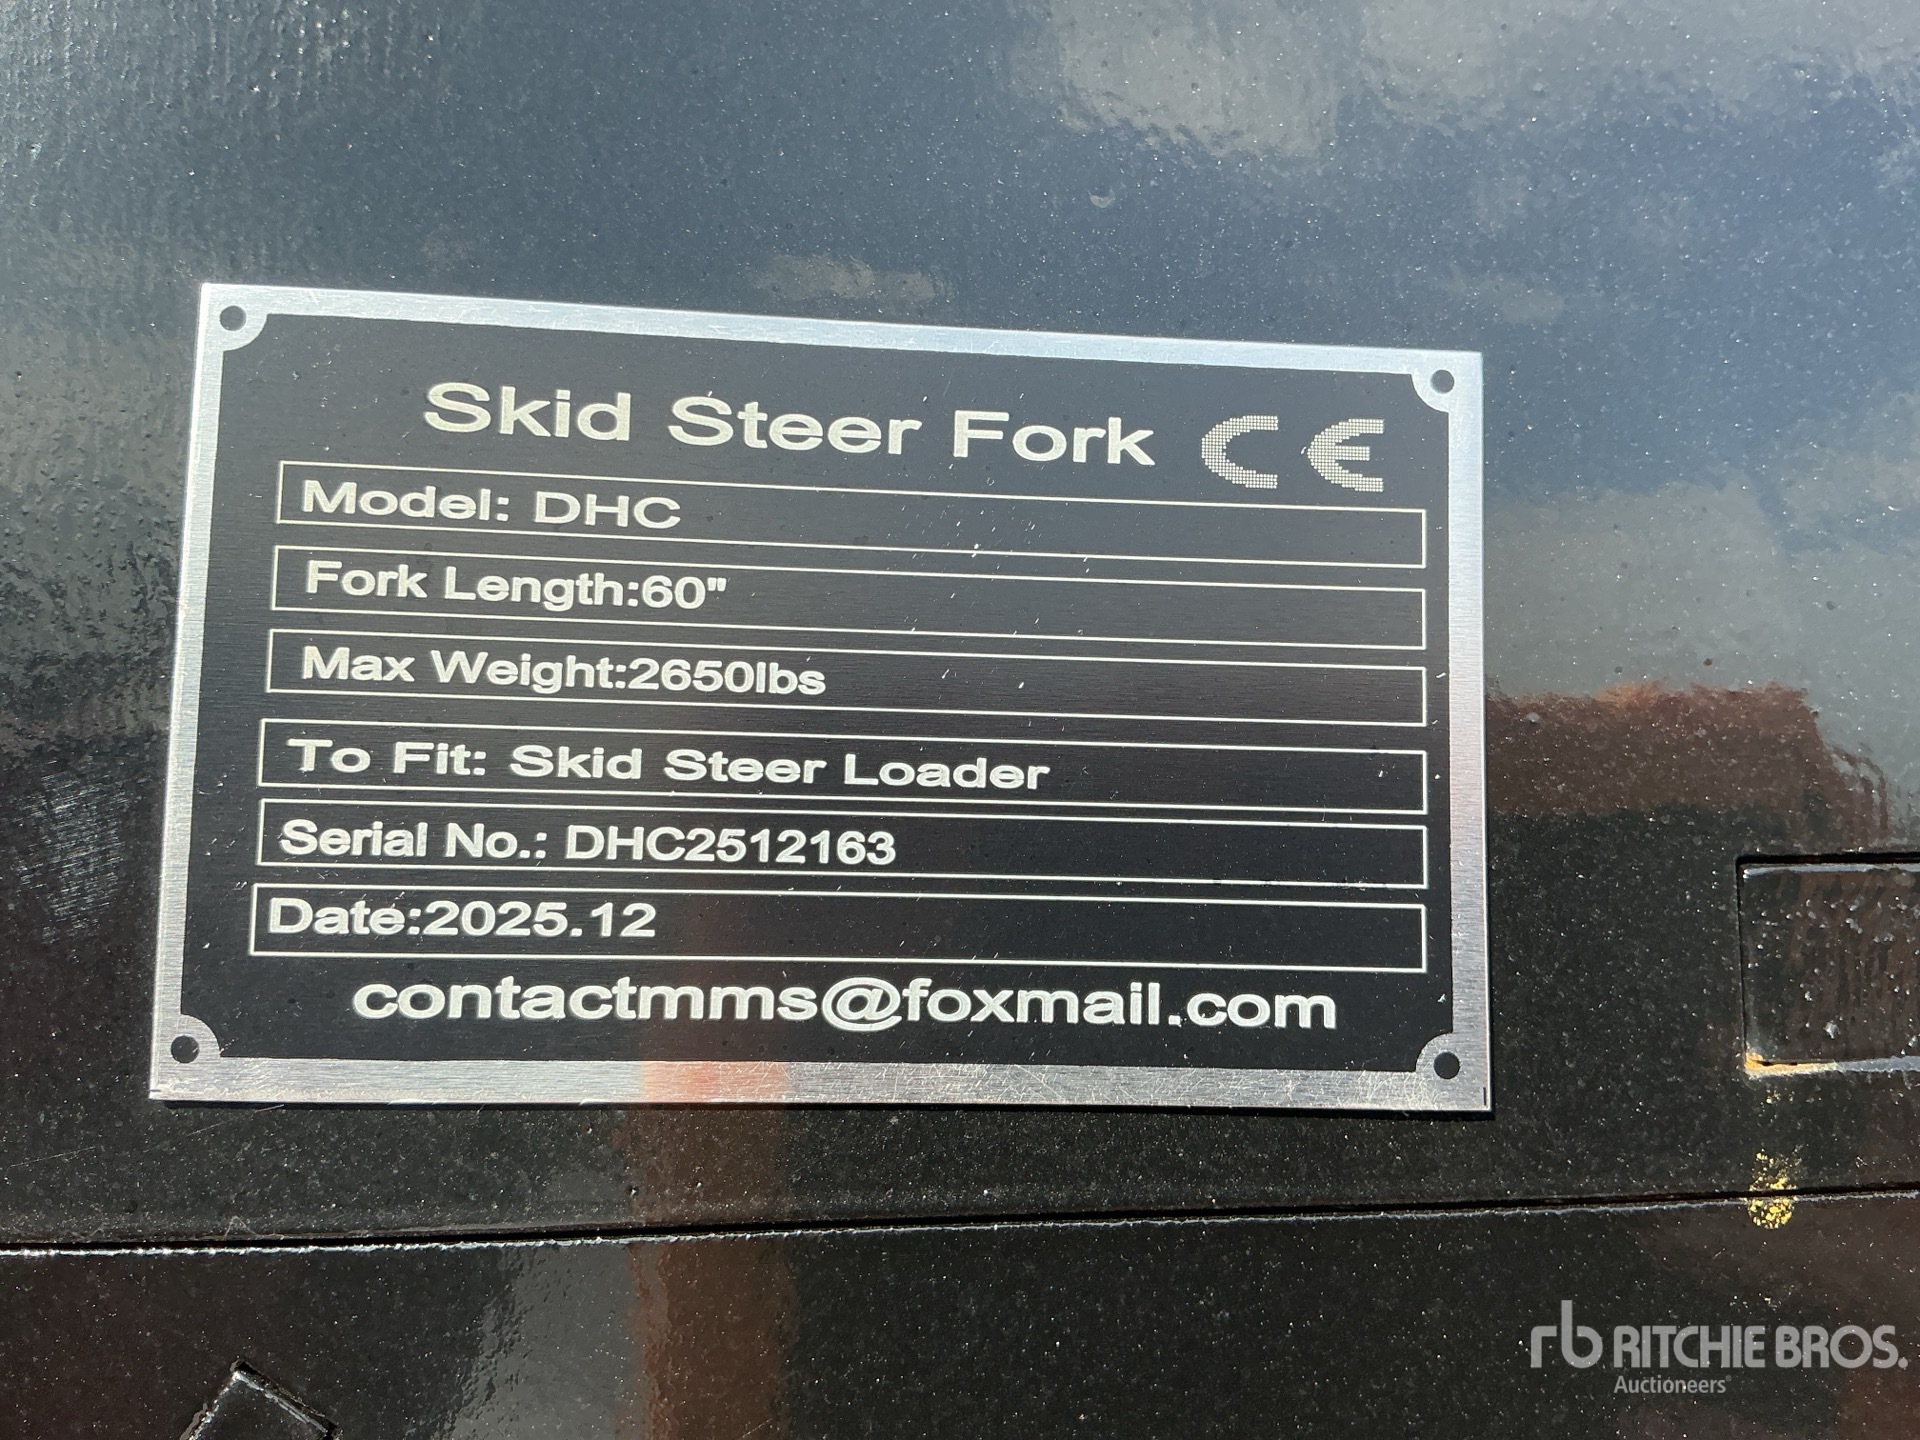 Skid Steer Fork CE
Model: DHC
Fork Length:60"
Max Weight:2650lbs
To Fit: Skid Steer Loader
Serial No.: DHC2512163
Date:2025.12
contactmms@foxmail.com
rb RITCHIE BROS.
Auctioneers